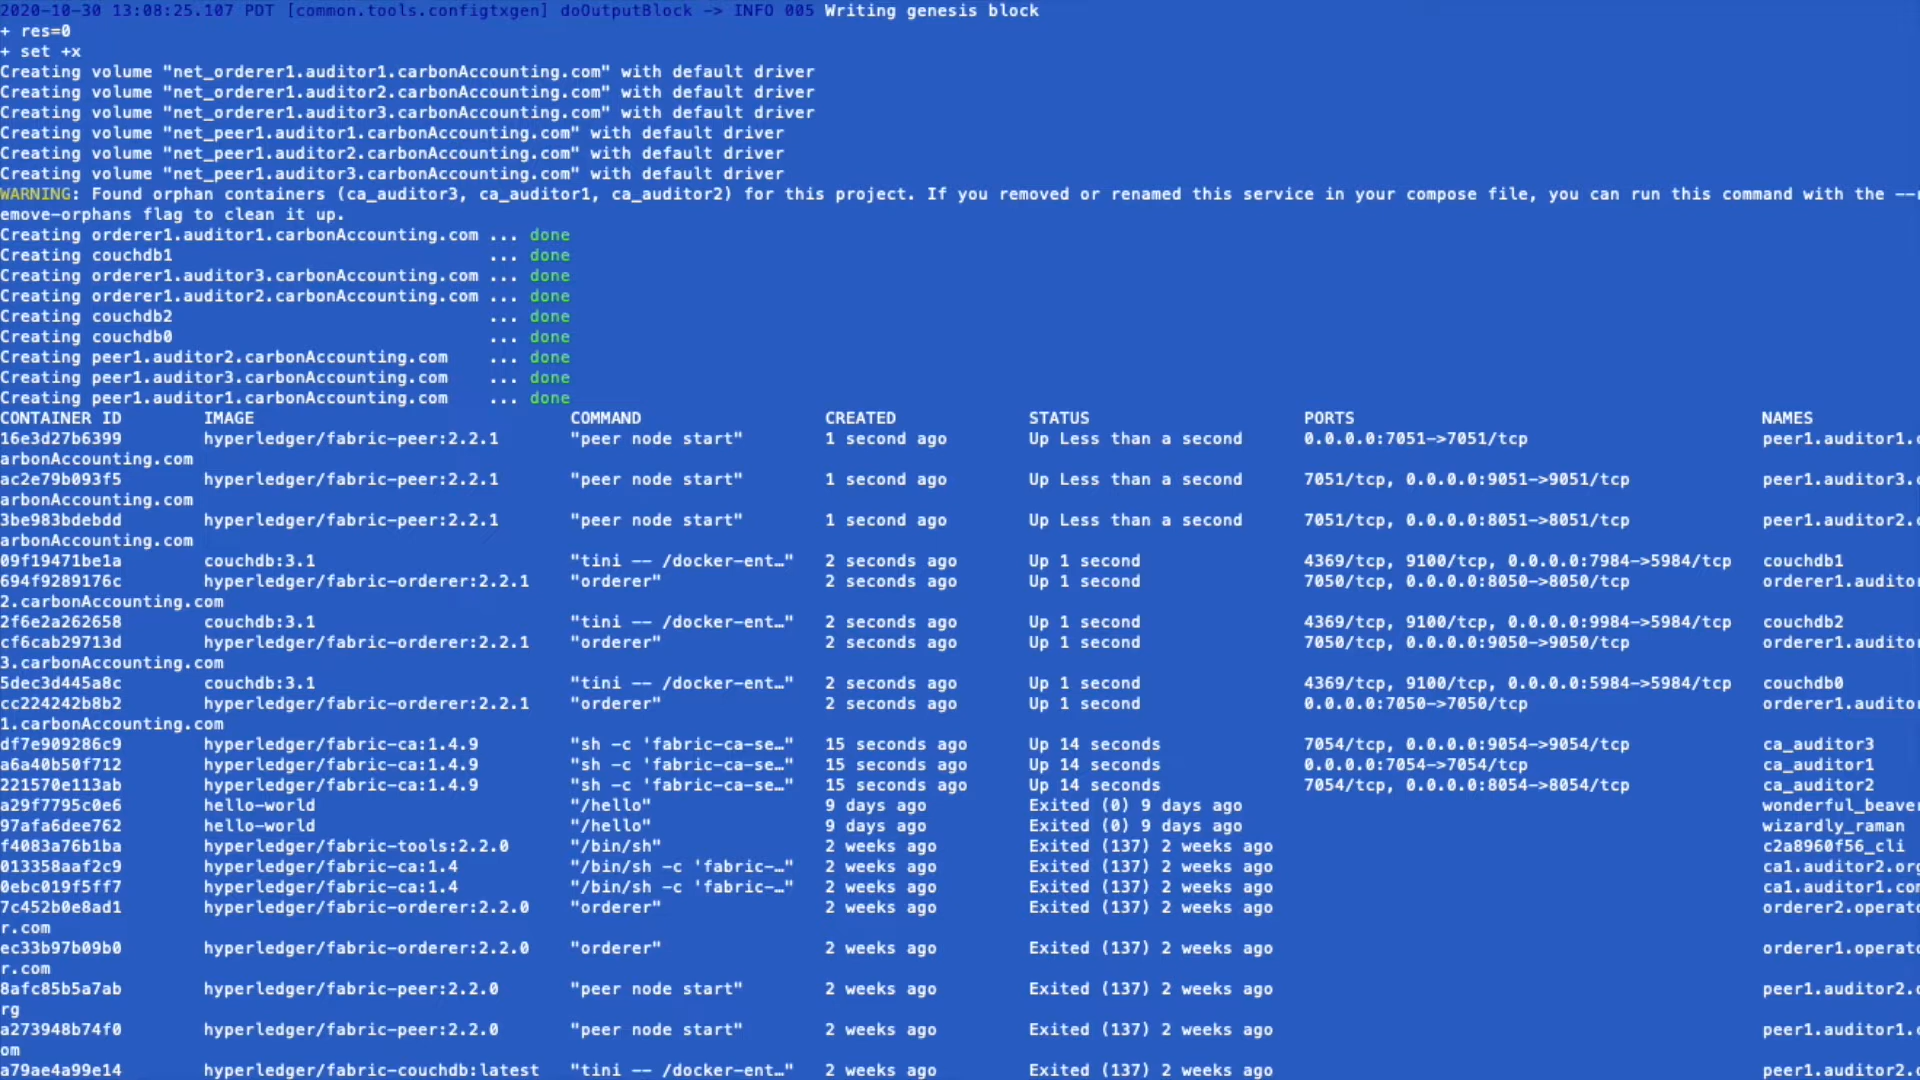 2020-10-30 13:08:25.107 PDT [common.tools.configtxgen] doOutputBlock -> INFO 005 Writing genesis block
+ res=0
+ set +x
Creating volume "net_orderer1.auditor1.carbonAccounting.com" with default driver
Creating volume "net_orderer1.auditor2.carbonAccounting.com" with default driver
Creating volume "net_orderer1.auditor3.carbonAccounting.com" with default driver
Creating volume "net_peer1.auditor1.carbonAccounting.com" with default driver
Creating volume "net_peer1.auditor2.carbonAccounting.com" with default driver
Creating volume "net_peer1.auditor3.carbonAccounting.com" with default driver
WARNING: Found orphan containers (ca_auditor3, ca_auditor1, ca_auditor2) for this project. If you removed or renamed this service in your compose file, you can run this command with the --r
emove-orphans flag to clean it up.
Creating orderer1.auditor1.carbonAccounting.com ... done
Creating couchdb1 ... done
Creating orderer1.auditor3.carbonAccounting.com ... done
Creating orderer1.auditor2.carbonAccounting.com ... done
Creating couchdb2 ... done
Creating couchdb0 ... done
Creating peer1.auditor2.carbonAccounting.com ... done
Creating peer1.auditor3.carbonAccounting.com ... done
Creating peer1.auditor1.carbonAccounting.com ... done
CONTAINER ID IMAGE COMMAND CREATED STATUS PORTS NAMES
16e3d27b6399 hyperledger/fabric-peer:2.2.1 "peer node start" 1 second ago Up Less than a second 0.0.0.0:7051->7051/tcp peer1.auditor1.c
arbonAccounting.com
ac2e79b093f5 hyperledger/fabric-peer:2.2.1 "peer node start" 1 second ago Up Less than a second 7051/tcp, 0.0.0.0:9051->9051/tcp peer1.auditor3.c
arbonAccounting.com
3be983bdebdd hyperledger/fabric-peer:2.2.1 "peer node start" 1 second ago Up Less than a second 7051/tcp, 0.0.0.0:8051->8051/tcp peer1.auditor2.c
arbonAccounting.com
09f19471be1a couchdb:3.1 "tini -- /docker-ent…" 2 seconds ago Up 1 second 4369/tcp, 9100/tcp, 0.0.0.0:7984->5984/tcp couchdb1
694f9289176c hyperledger/fabric-orderer:2.2.1 "orderer" 2 seconds ago Up 1 second 7050/tcp, 0.0.0.0:8050->8050/tcp orderer1.auditor
2.carbonAccounting.com
2f6e2a262658 couchdb:3.1 "tini -- /docker-ent…" 2 seconds ago Up 1 second 4369/tcp, 9100/tcp, 0.0.0.0:9984->5984/tcp couchdb2
cf6cab29713d hyperledger/fabric-orderer:2.2.1 "orderer" 2 seconds ago Up 1 second 7050/tcp, 0.0.0.0:9050->9050/tcp orderer1.auditor
3.carbonAccounting.com
5dec3d445a8c couchdb:3.1 "tini -- /docker-ent…" 2 seconds ago Up 1 second 4369/tcp, 9100/tcp, 0.0.0.0:5984->5984/tcp couchdb0
cc224242b8b2 hyperledger/fabric-orderer:2.2.1 "orderer" 2 seconds ago Up 1 second 0.0.0.0:7050->7050/tcp orderer1.auditor
1.carbonAccounting.com
df7e909286c9 hyperledger/fabric-ca:1.4.9 "sh -c 'fabric-ca-se…" 15 seconds ago Up 14 seconds 7054/tcp, 0.0.0.0:9054->9054/tcp ca_auditor3
a6a40b50f712 hyperledger/fabric-ca:1.4.9 "sh -c 'fabric-ca-se…" 15 seconds ago Up 14 seconds 0.0.0.0:7054->7054/tcp ca_auditor1
221570e113ab hyperledger/fabric-ca:1.4.9 "sh -c 'fabric-ca-se…" 15 seconds ago Up 14 seconds 7054/tcp, 0.0.0.0:8054->8054/tcp ca_auditor2
a29f7795c0e6 hello-world "/hello" 9 days ago Exited (0) 9 days ago wonderful_beaver
97afa6dee762 hello-world "/hello" 9 days ago Exited (0) 9 days ago wizardly_raman
f4083a76b1ba hyperledger/fabric-tools:2.2.0 "/bin/sh" 2 weeks ago Exited (137) 2 weeks ago c2a8960f56_cli
013358aaf2c9 hyperledger/fabric-ca:1.4 "/bin/sh -c 'fabric-…" 2 weeks ago Exited (137) 2 weeks ago ca1.auditor2.org
0ebc019f5ff7 hyperledger/fabric-ca:1.4 "/bin/sh -c 'fabric-…" 2 weeks ago Exited (137) 2 weeks ago ca1.auditor1.com
7c452b0e8ad1 hyperledger/fabric-orderer:2.2.0 "orderer" 2 weeks ago Exited (137) 2 weeks ago orderer2.operato
r.com
ec33b97b09b0 hyperledger/fabric-orderer:2.2.0 "orderer" 2 weeks ago Exited (137) 2 weeks ago orderer1.operato
r.com
8afc85b5a7ab hyperledger/fabric-peer:2.2.0 "peer node start" 2 weeks ago Exited (137) 2 weeks ago peer1.auditor2.o
rg
a273948b74f0 hyperledger/fabric-peer:2.2.0 "peer node start" 2 weeks ago Exited (137) 2 weeks ago peer1.auditor1.c
om
a79ae4a99e14 hyperledger/fabric-couchdb:latest "tini -- /docker-ent…" 2 weeks ago Exited (137) 2 weeks ago peer1.auditor2.o